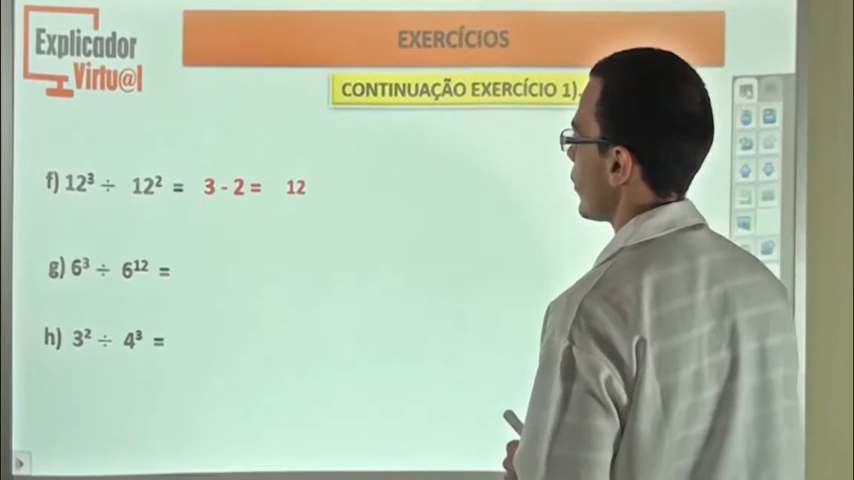 Explicador
Virtu@l
EXERCÍCIOS
CONTINUAÇÃO EXERCÍCIO 1).
f) 12³ ÷ 12² = 3 - 2 = 12
g) 6³ ÷ 6¹² =
h) 3² ÷ 4³ =